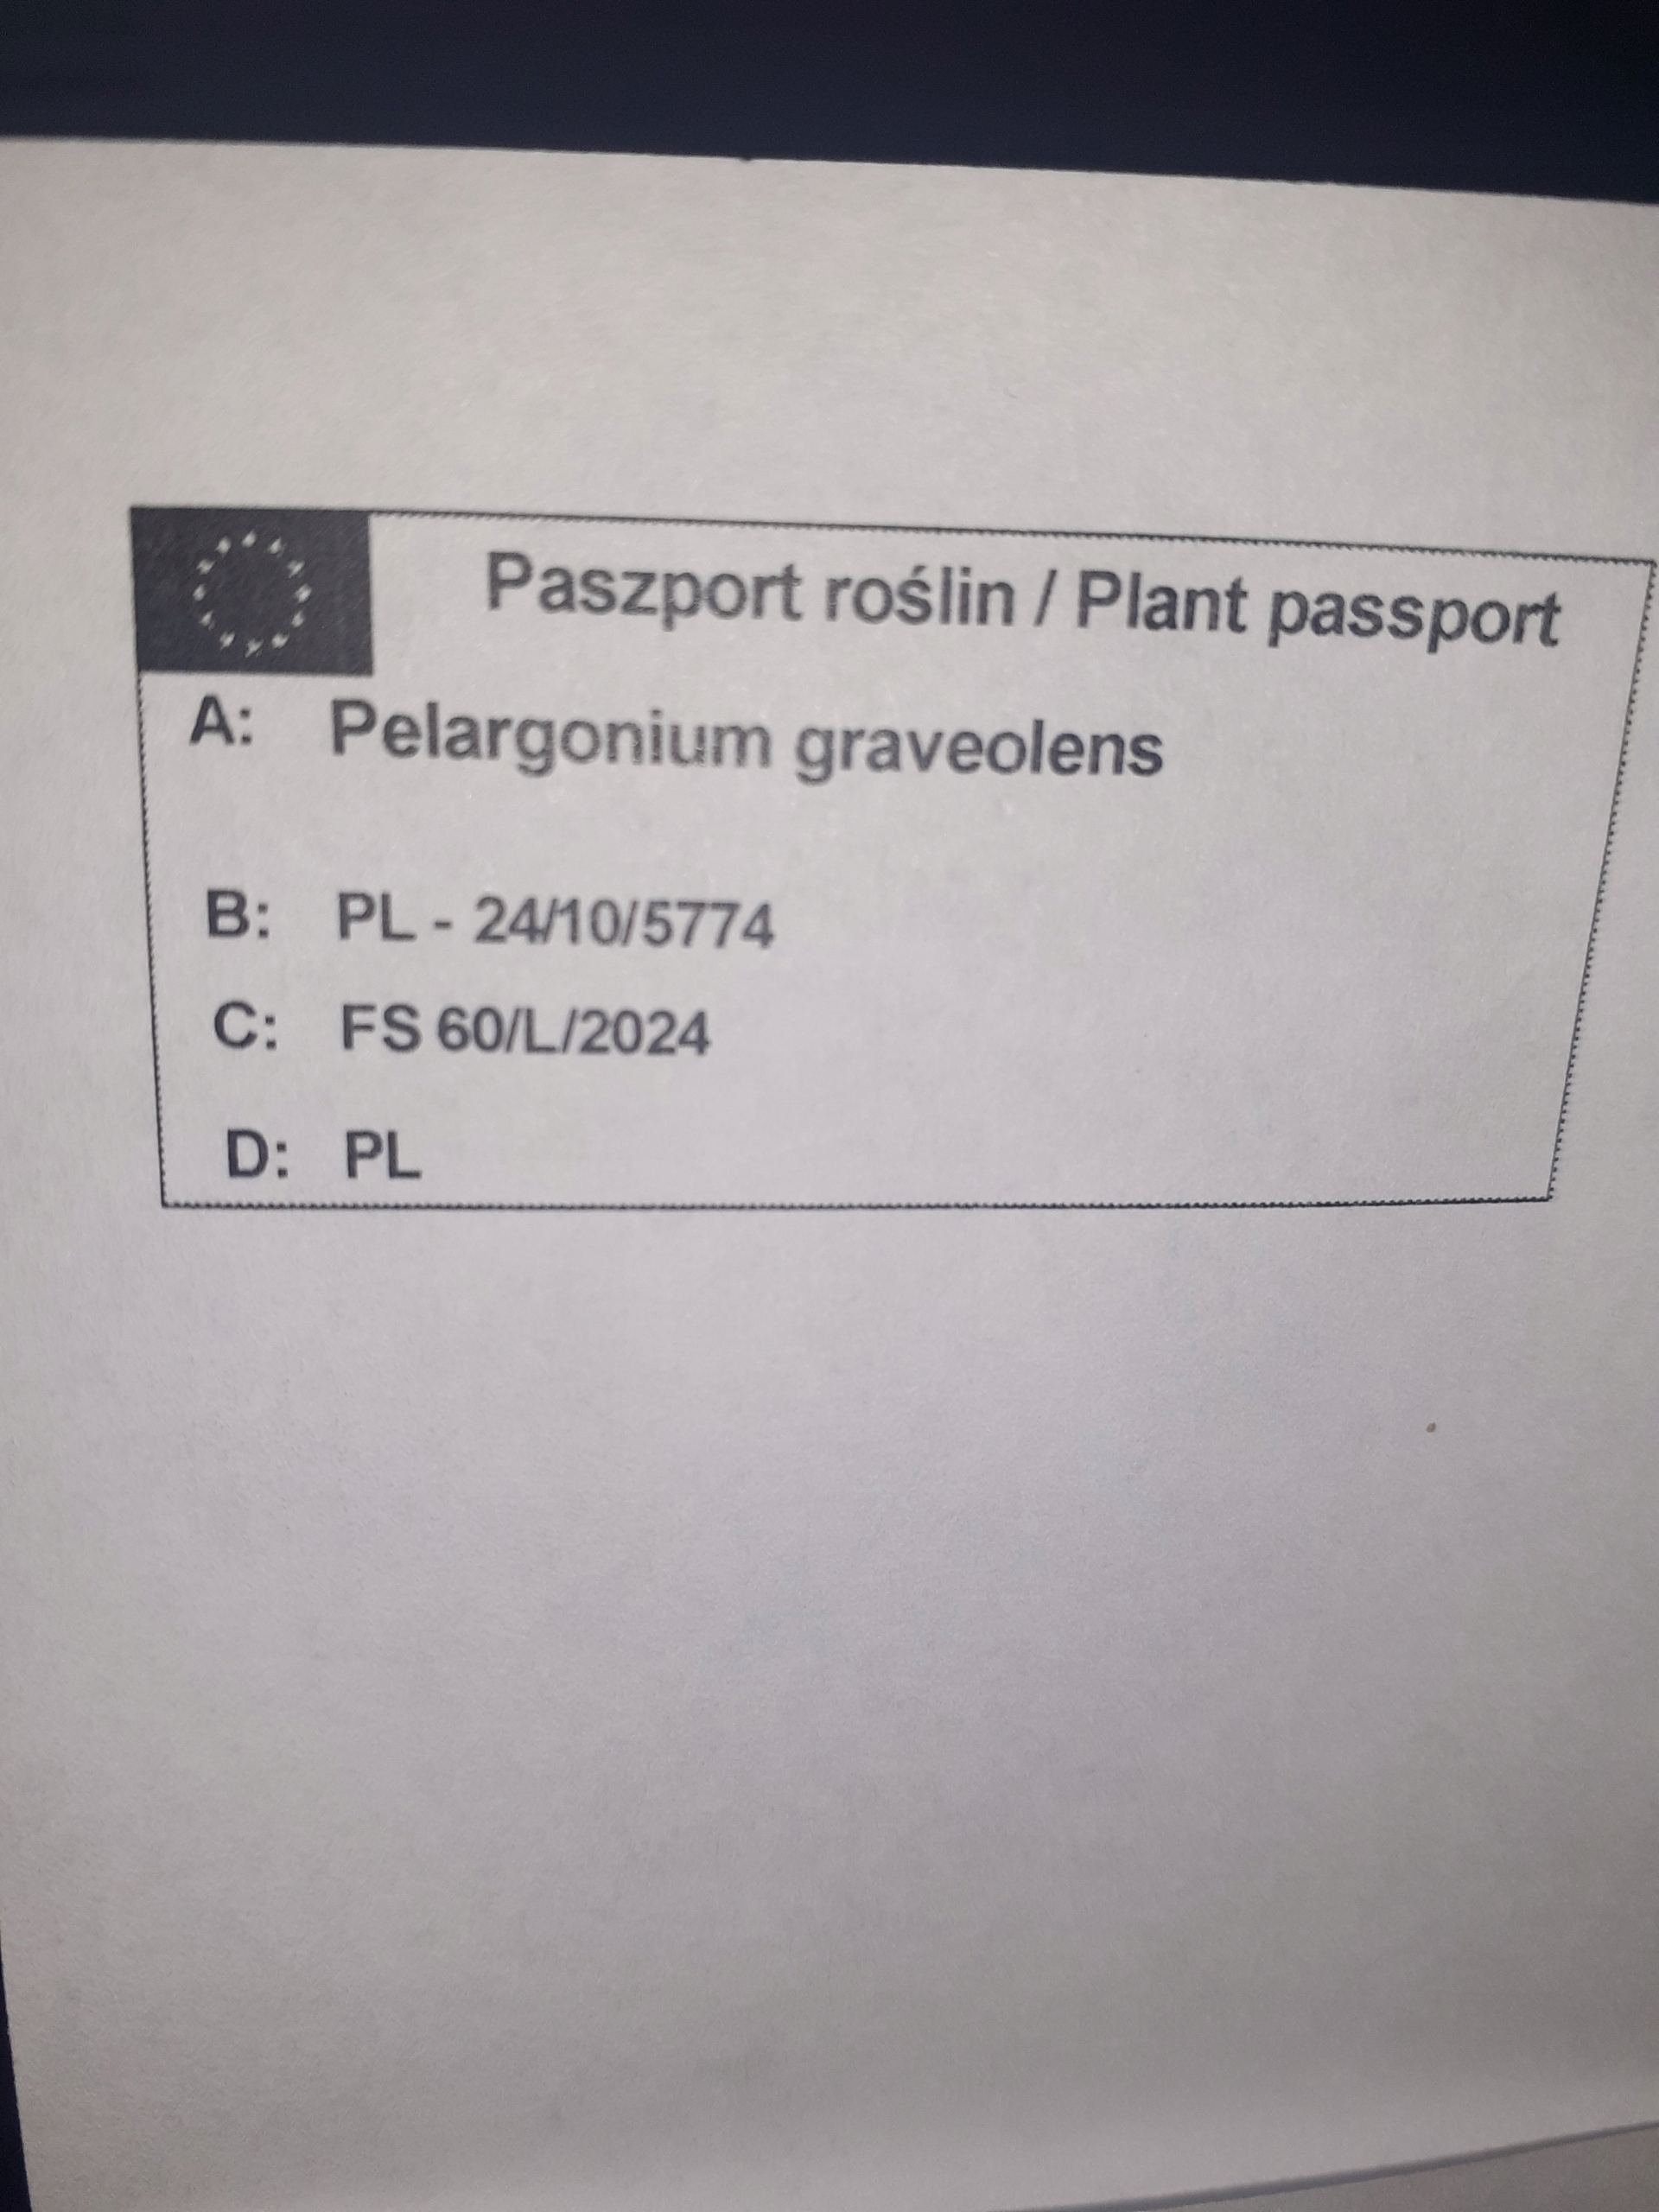 Paszport roślin / Plant passport
A: Pelargonium graveolens
B: PL - 24/10/5774
C: FS 60/L/2024
D: PL